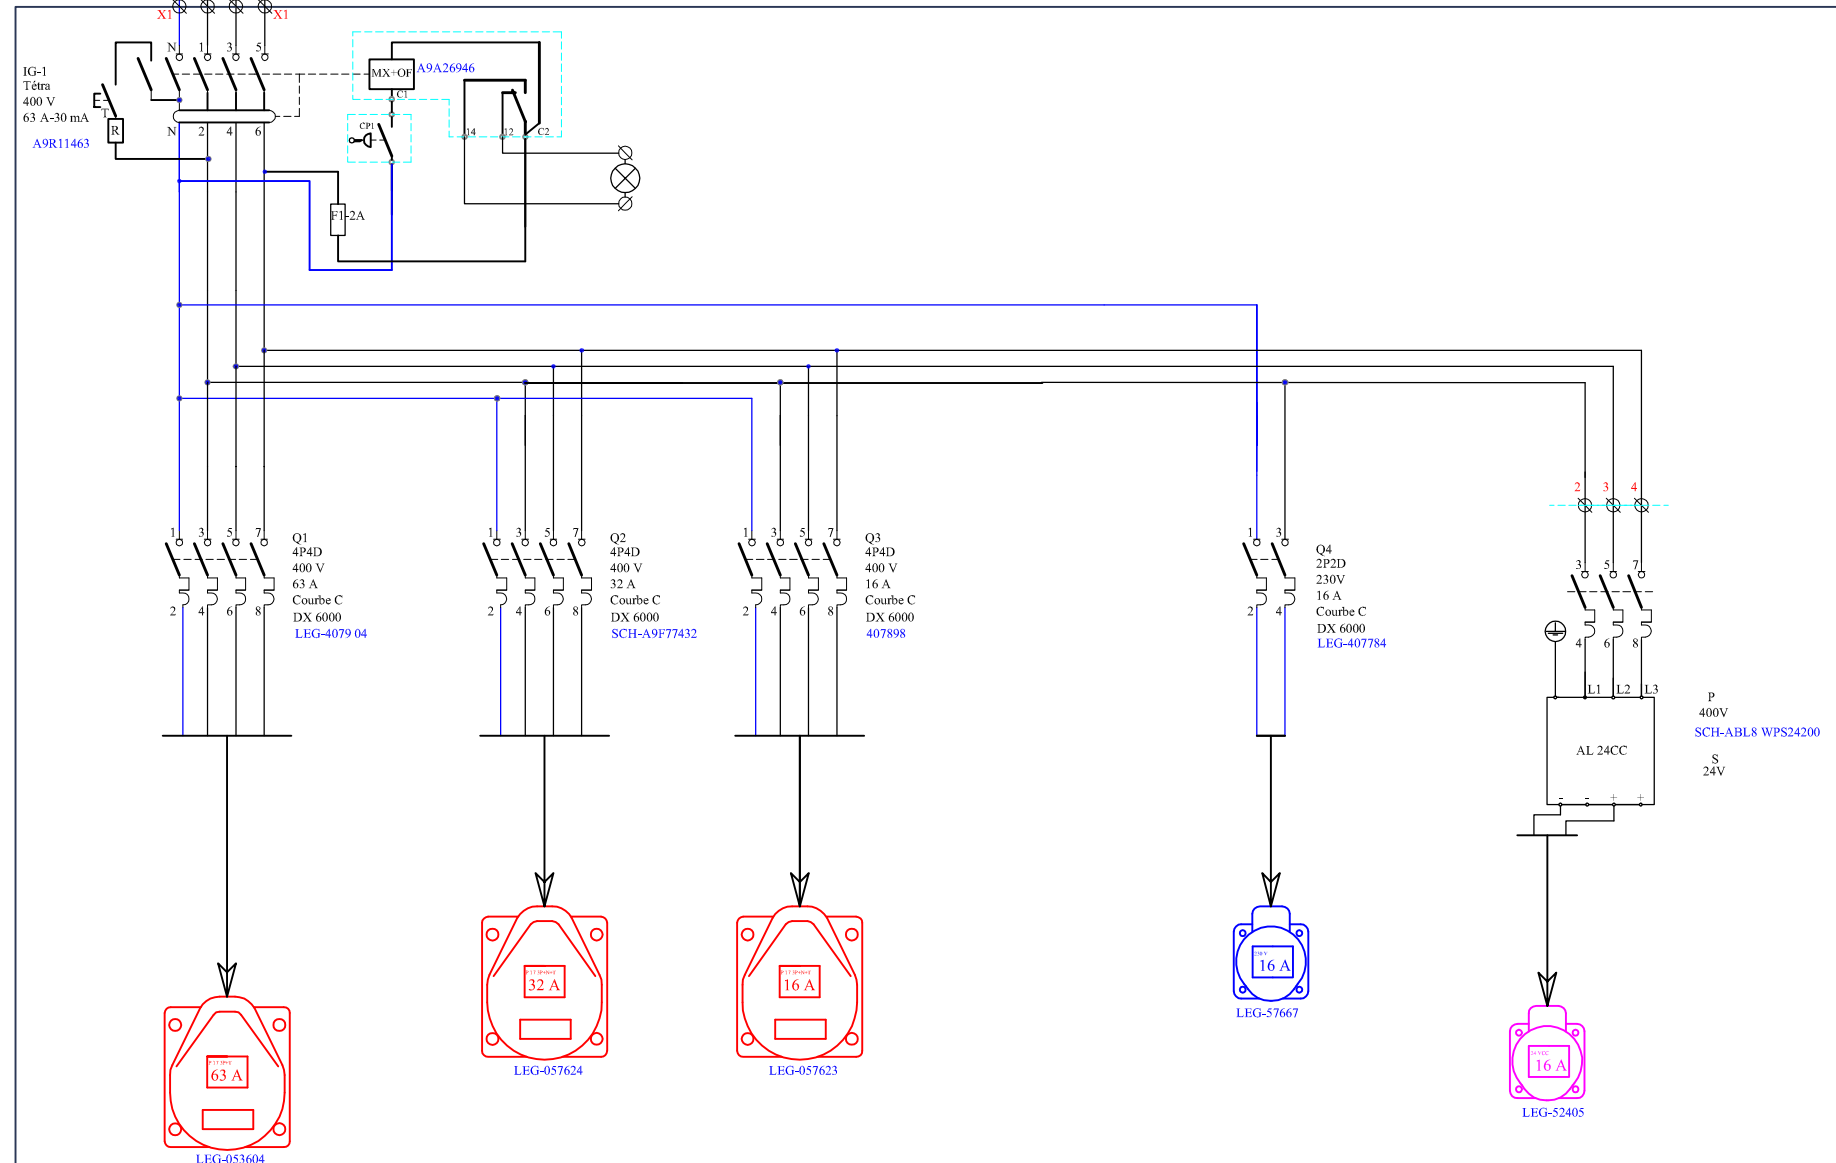 X1
X1
N
1
3
5
IG-1
Tétra
400 V
63 A-30 mA
A9R11463
T
R
N
2
4
6
MX+OF
A9A26946
C1
CP1
14
12
C2
F1-2A
1
3
5
7
2
4
6
8
Q1
4P4D
400 V
63 A
Courbe C
DX 6000
LEG-4079 04
1
3
5
7
2
4
6
8
Q2
4P4D
400 V
32 A
Courbe C
DX 6000
SCH-A9F77432
1
3
5
7
2
4
6
8
Q3
4P4D
400 V
16 A
Courbe C
DX 6000
407898
1
3
2
4
Q4
2P2D
230V
16 A
Courbe C
DX 6000
LEG-407784
2
3
4
3
5
7
4
6
8
L1
L2
L3
AL 24CC
-
-
+
+
P
400V
SCH-ABL8 WPS24200
S
24V
63 A
LEG-053604
32 A
LEG-057624
16 A
LEG-057623
230 V
16 A
LEG-57667
24 VCC
16 A
LEG-52405